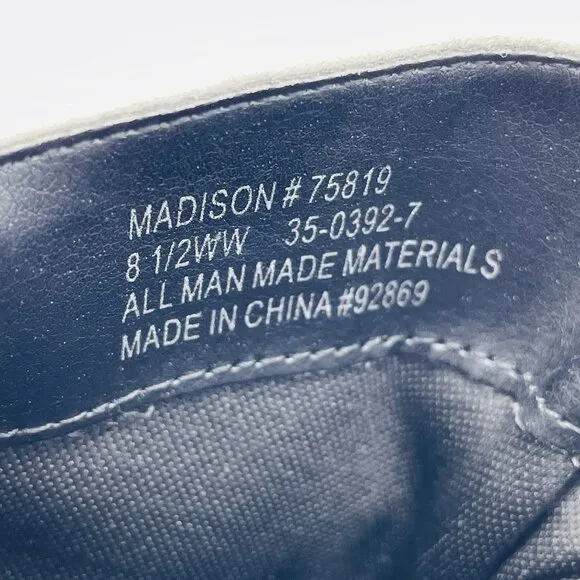 MADISON # 75819
8 1/2WW 35-0392-7
ALL MAN MADE MATERIALS
MADE IN CHINA #92869